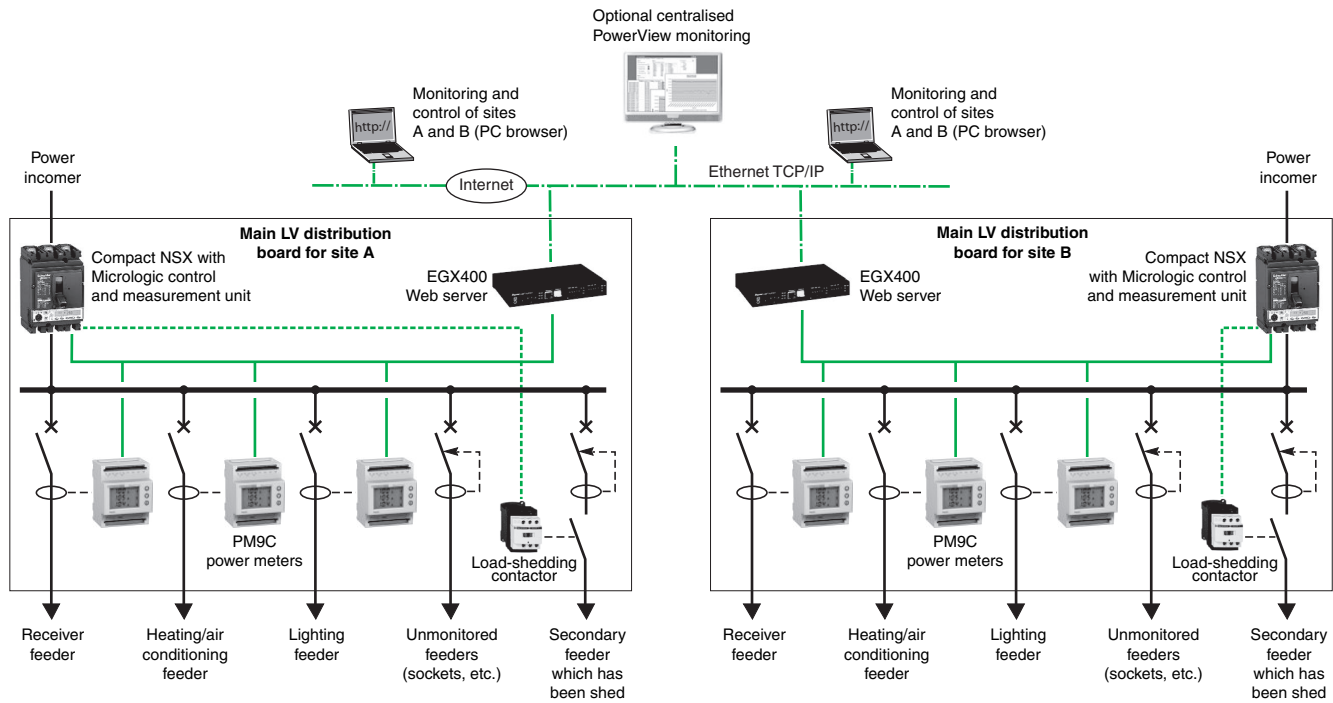 Optional centralised
PowerView monitoring
Monitoring and
control of sites
A and B (PC browser)
http://
Monitoring and
control of sites
A and B (PC browser)
http://
Power
incomer
Internet
Ethernet TCP/IP
Power
incomer
Main LV distribution
board for site A
Compact NSX with
Micrologic control
and measurement unit
EGX400
Web server
PM9C
power meters
Load-shedding
contactor
Receiver
feeder
Heating/air
conditioning
feeder
Lighting
feeder
Unmonitored
feeders
(sockets, etc.)
Secondary
feeder
which has
been shed
Main LV distribution
board for site B
EGX400
Web server
Compact NSX
with Micrologic control
and measurement unit
PM9C
power meters
Load-shedding
contactor
Receiver
feeder
Heating/air
conditioning
feeder
Lighting
feeder
Unmonitored
feeders
(sockets, etc.)
Secondary
feeder
which has
been shed